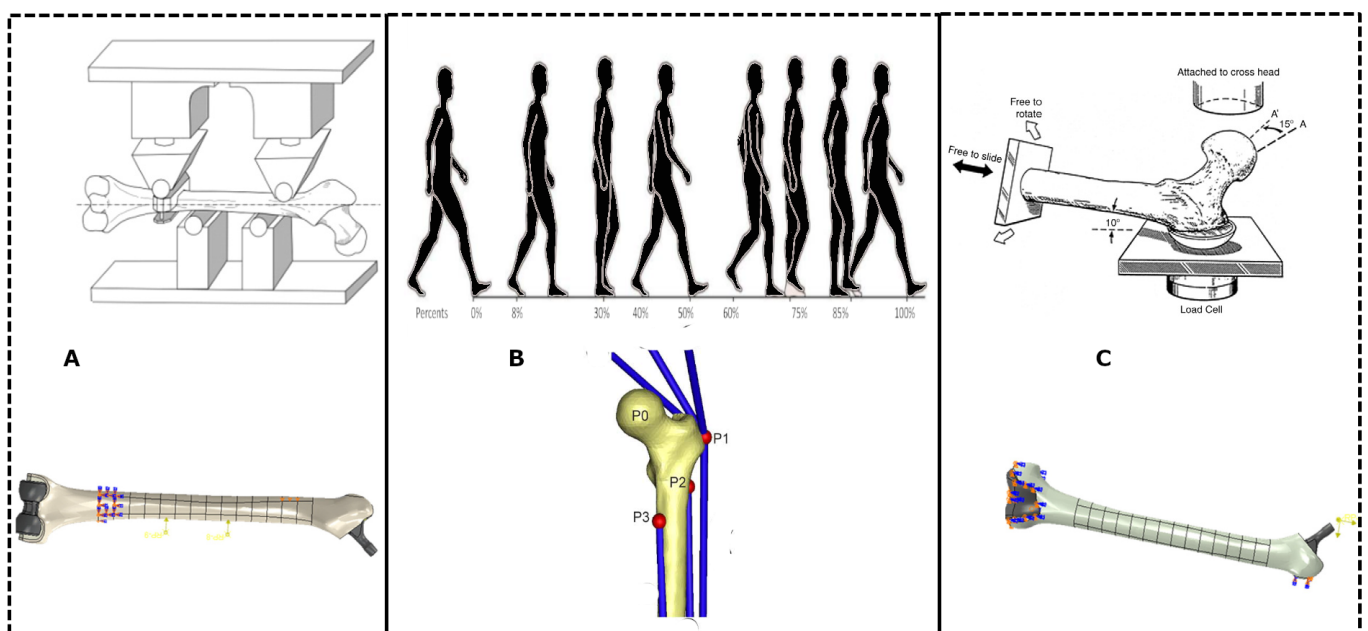 Percents 0% 8% 30% 40% 50% 60% 75% 85% 100%
Attached to cross head
Free to
rotate
A'
15° A
Free to slide
10°
Load Cell
A
B
C
P0
P1
P2
P3